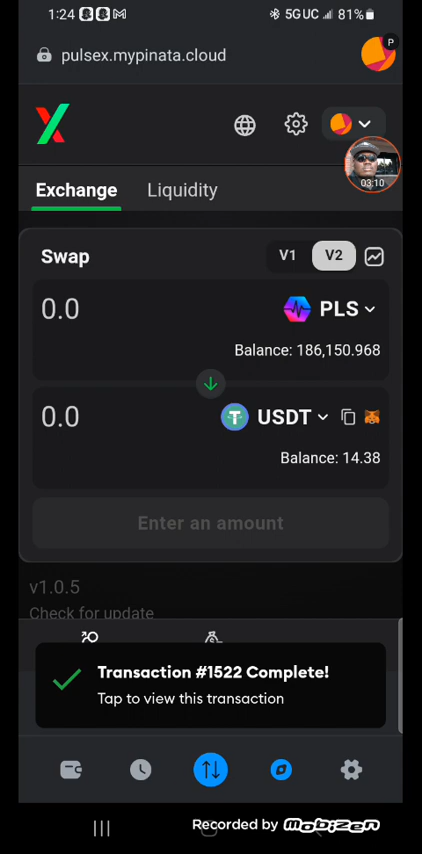 1:24 5G UC 81%
pulsex.mypinata.cloud
P
03:10
Exchange Liquidity
Swap V1 V2
0.0 PLS
Balance: 186,150.968
0.0 USDT
Balance: 14.38
Enter an amount
v1.0.5
Check for update
Transaction #1522 Complete!
Tap to view this transaction
Recorded by Mobizen